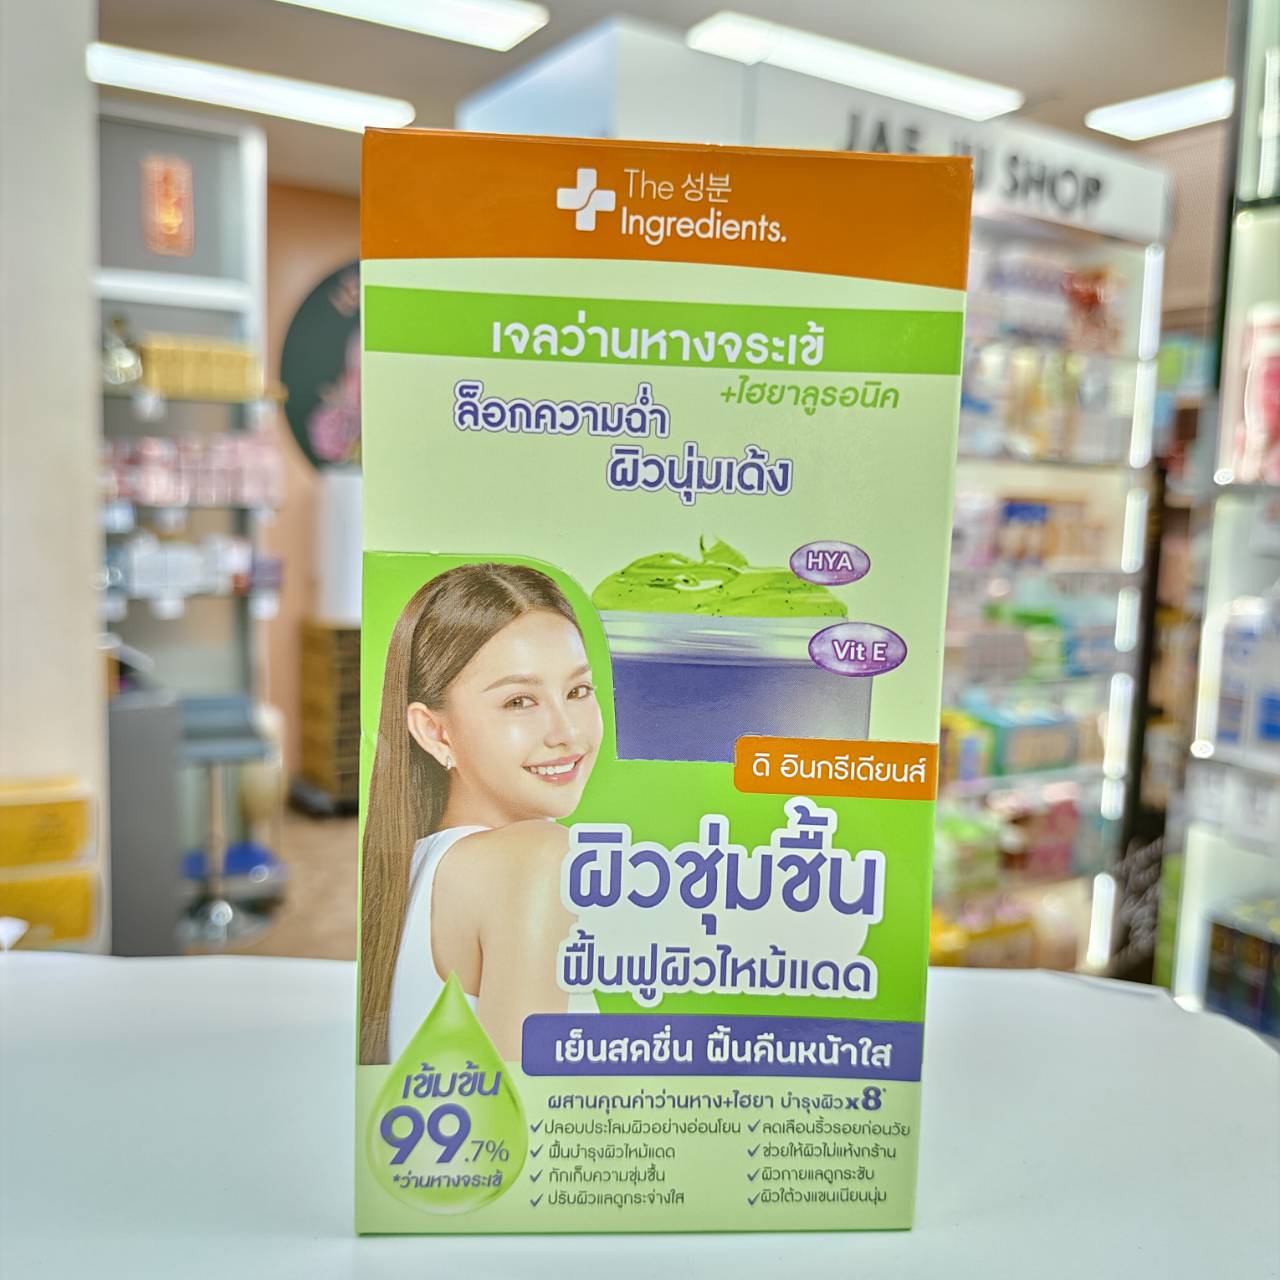 JAE JU SHOP
The 성분
Ingredients.
เจลว่านหางจระเข้
+ไฮยาลูรอนิค
ล็อกความฉ่ำ
ผิวนุ่มเด้ง
HYA
Vit E
ดิ อินกรีเดียนส์
ผิวชุ่มชื้น
ฟื้นฟูผิวไหม้แดด
เย็นสดชื่น ฟื้นคืนหน้าใส
เข้มข้น
99.7%
*ว่านหางจระเข้
ผสานคุณค่าว่านหาง+ไฮยา บำรุงผิว x8*
✓ปลอบประโลมผิวอย่างอ่อนโยน ✓ลดเลือนริ้วรอยก่อนวัย
✓ฟื้นบำรุงผิวไหม้แดด ✓ช่วยให้ผิวไม่แห้งกร้าน
✓กักเก็บความชุ่มชื้น ✓ผิวกายแลดูกระชับ
✓ปรับผิวแลดูกระจ่างใส ✓ผิวใต้วงแขนเนียนนุ่ม